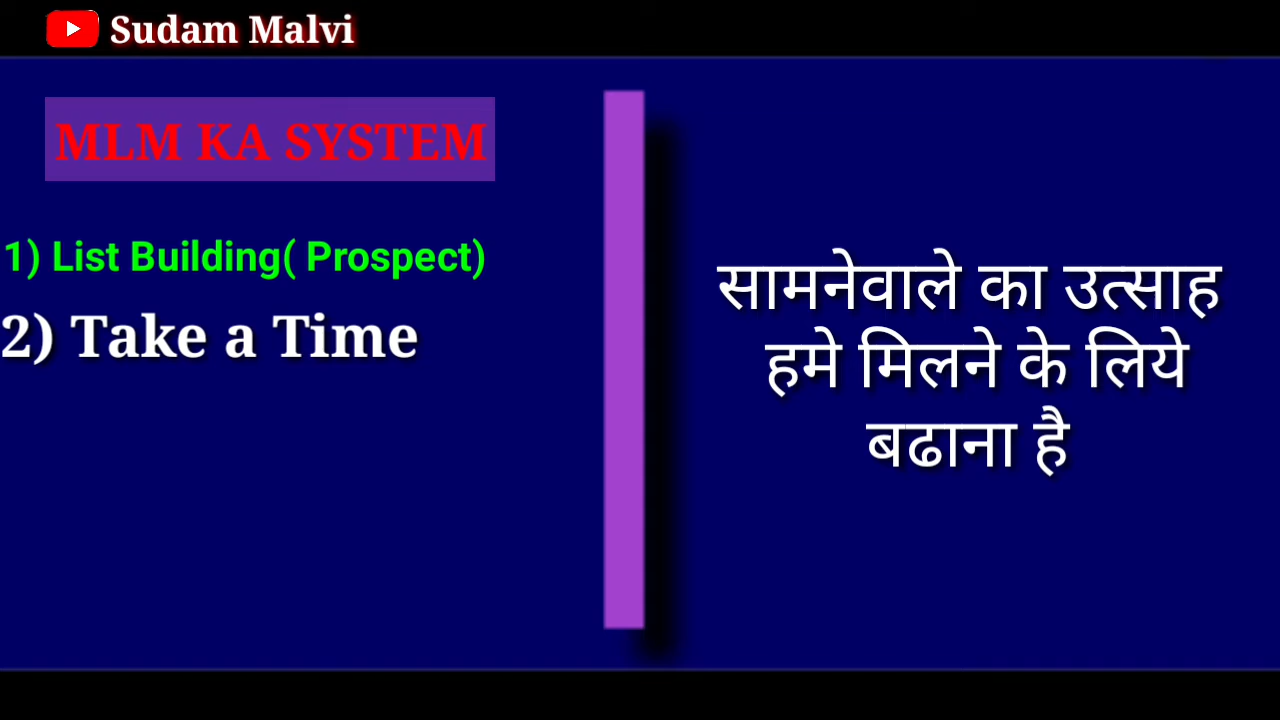 Sudam Malvi
MLM KA SYSTEM
1) List Building( Prospect)
2) Take a Time
सामनेवाले का उत्साह
हमे मिलने के लिये
बढाना है